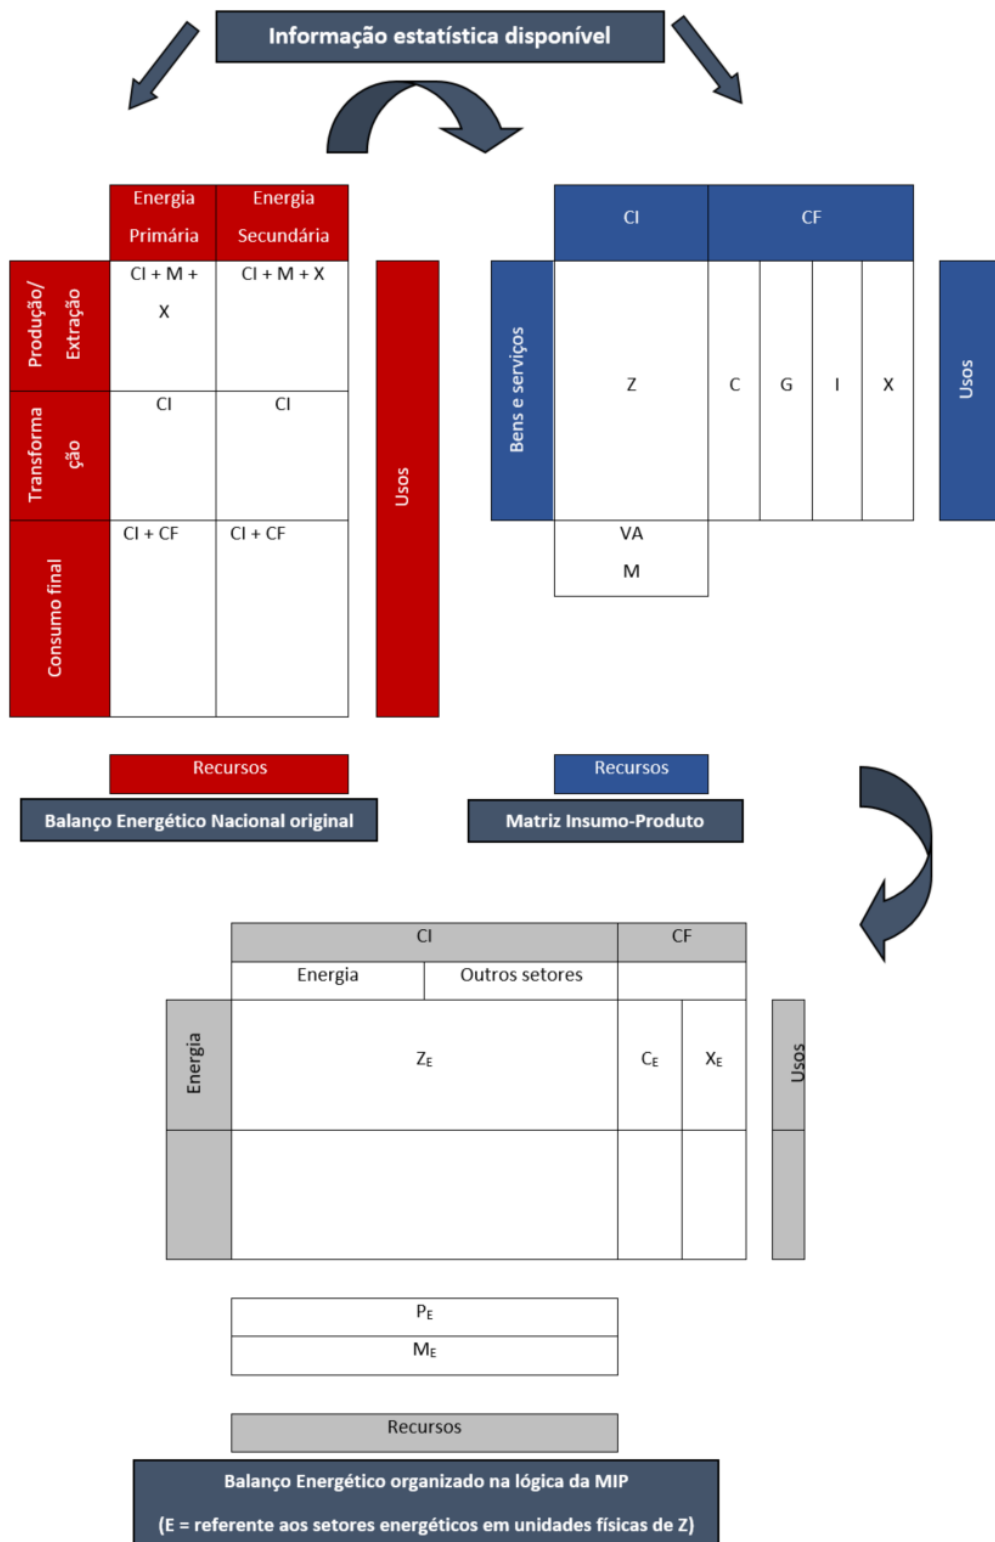 Informação estatística disponível
Energia
Primária
Energia
Secundária
Produção/
Extração
CI + M +
X
CI + M + X
Transforma
ção
CI
CI
Consumo final
CI + CF
CI + CF
Usos
Recursos
Balanço Energético Nacional original
CI
CF
Bens e serviços
Z
C
G
I
X
Usos
VA
M
Recursos
Matriz Insumo-Produto
CI
CF
Energia
Outros setores
Energia
ZE
CE
XE
Usos
PE
ME
Recursos
Balanço Energético organizado na lógica da MIP
(E = referente aos setores energéticos em unidades físicas de Z)